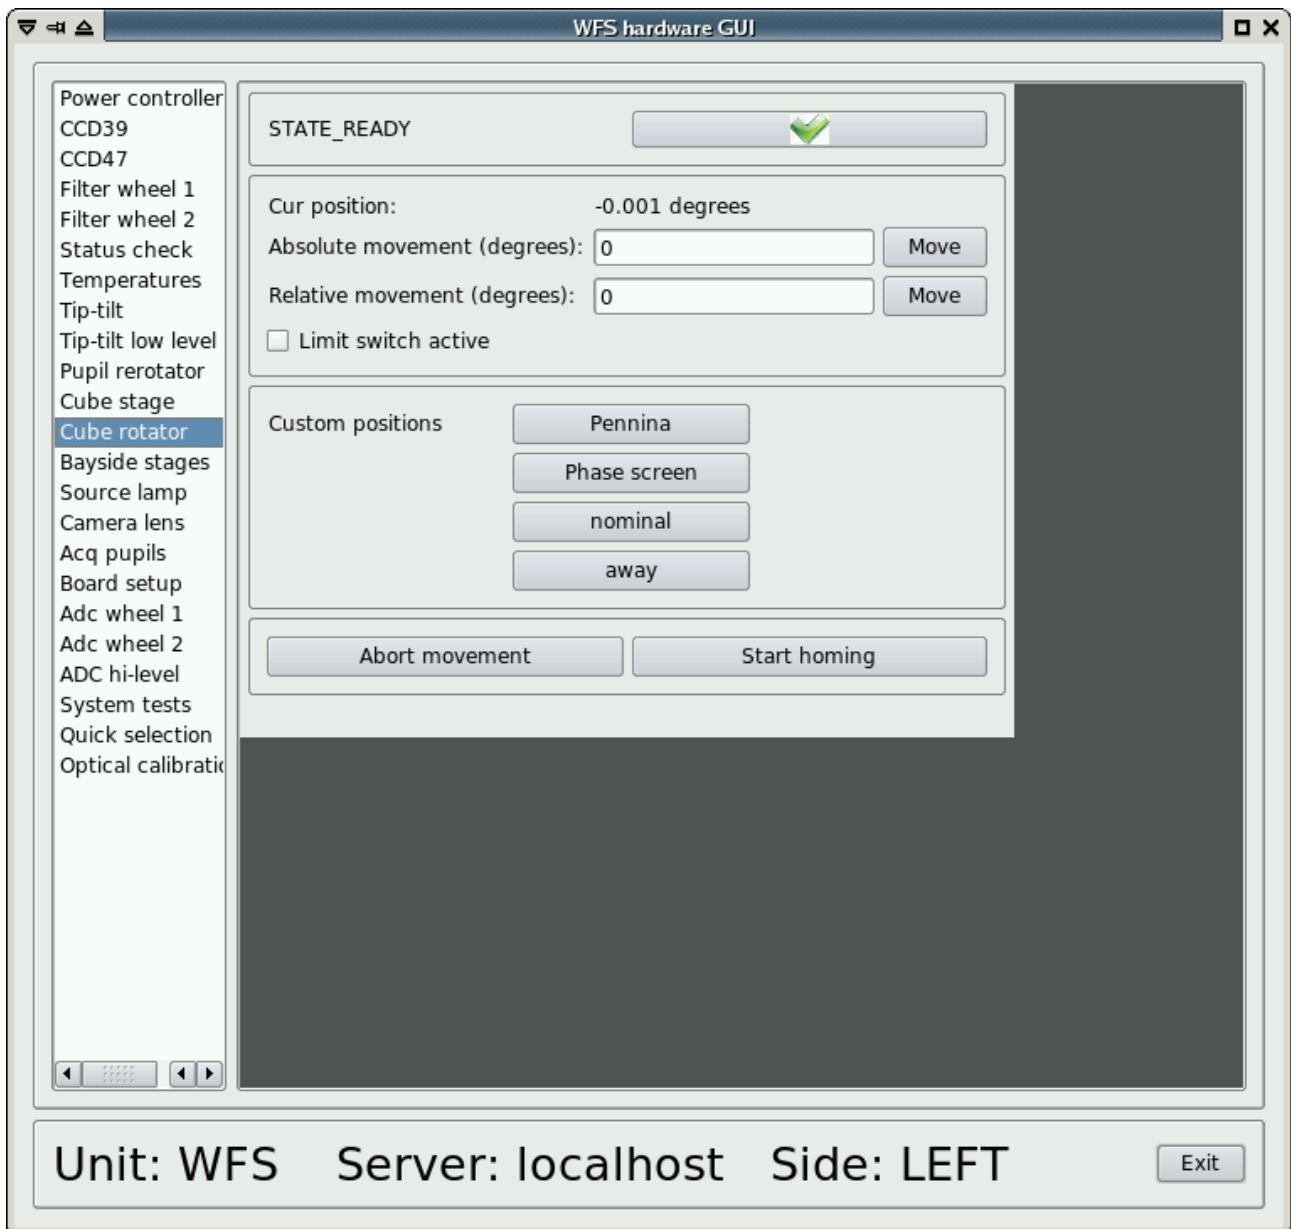 WFS hardware GUI
Power controller
CCD39
CCD47
Filter wheel 1
Filter wheel 2
Status check
Temperatures
Tip-tilt
Tip-tilt low level
Pupil rerotator
Cube stage
Cube rotator
Bayside stages
Source lamp
Camera lens
Acq pupils
Board setup
Adc wheel 1
Adc wheel 2
ADC hi-level
System tests
Quick selection
Optical calibratio
STATE_READY
Cur position: -0.001 degrees
Absolute movement (degrees): 0 Move
Relative movement (degrees): 0 Move
Limit switch active
Custom positions Pennina
Phase screen
nominal
away
Abort movement Start homing
Unit: WFS Server: localhost Side: LEFT Exit